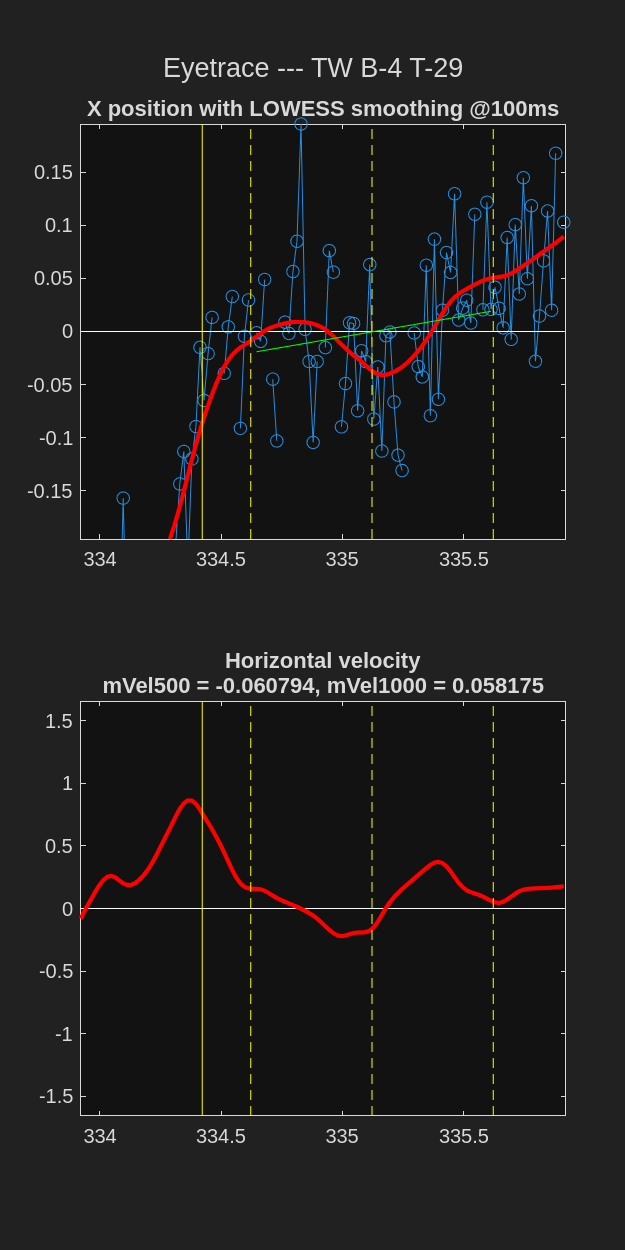 Eyetrace --- TW B-4 T-29
X position with LOWESS smoothing @100ms
0.15
0.1
0.05
0
-0.05
-0.1
-0.15
334 334.5 335 335.5
Horizontal velocity
mVel500 = -0.060794, mVel1000 = 0.058175
1.5
1
0.5
0
-0.5
-1
-1.5
334 334.5 335 335.5